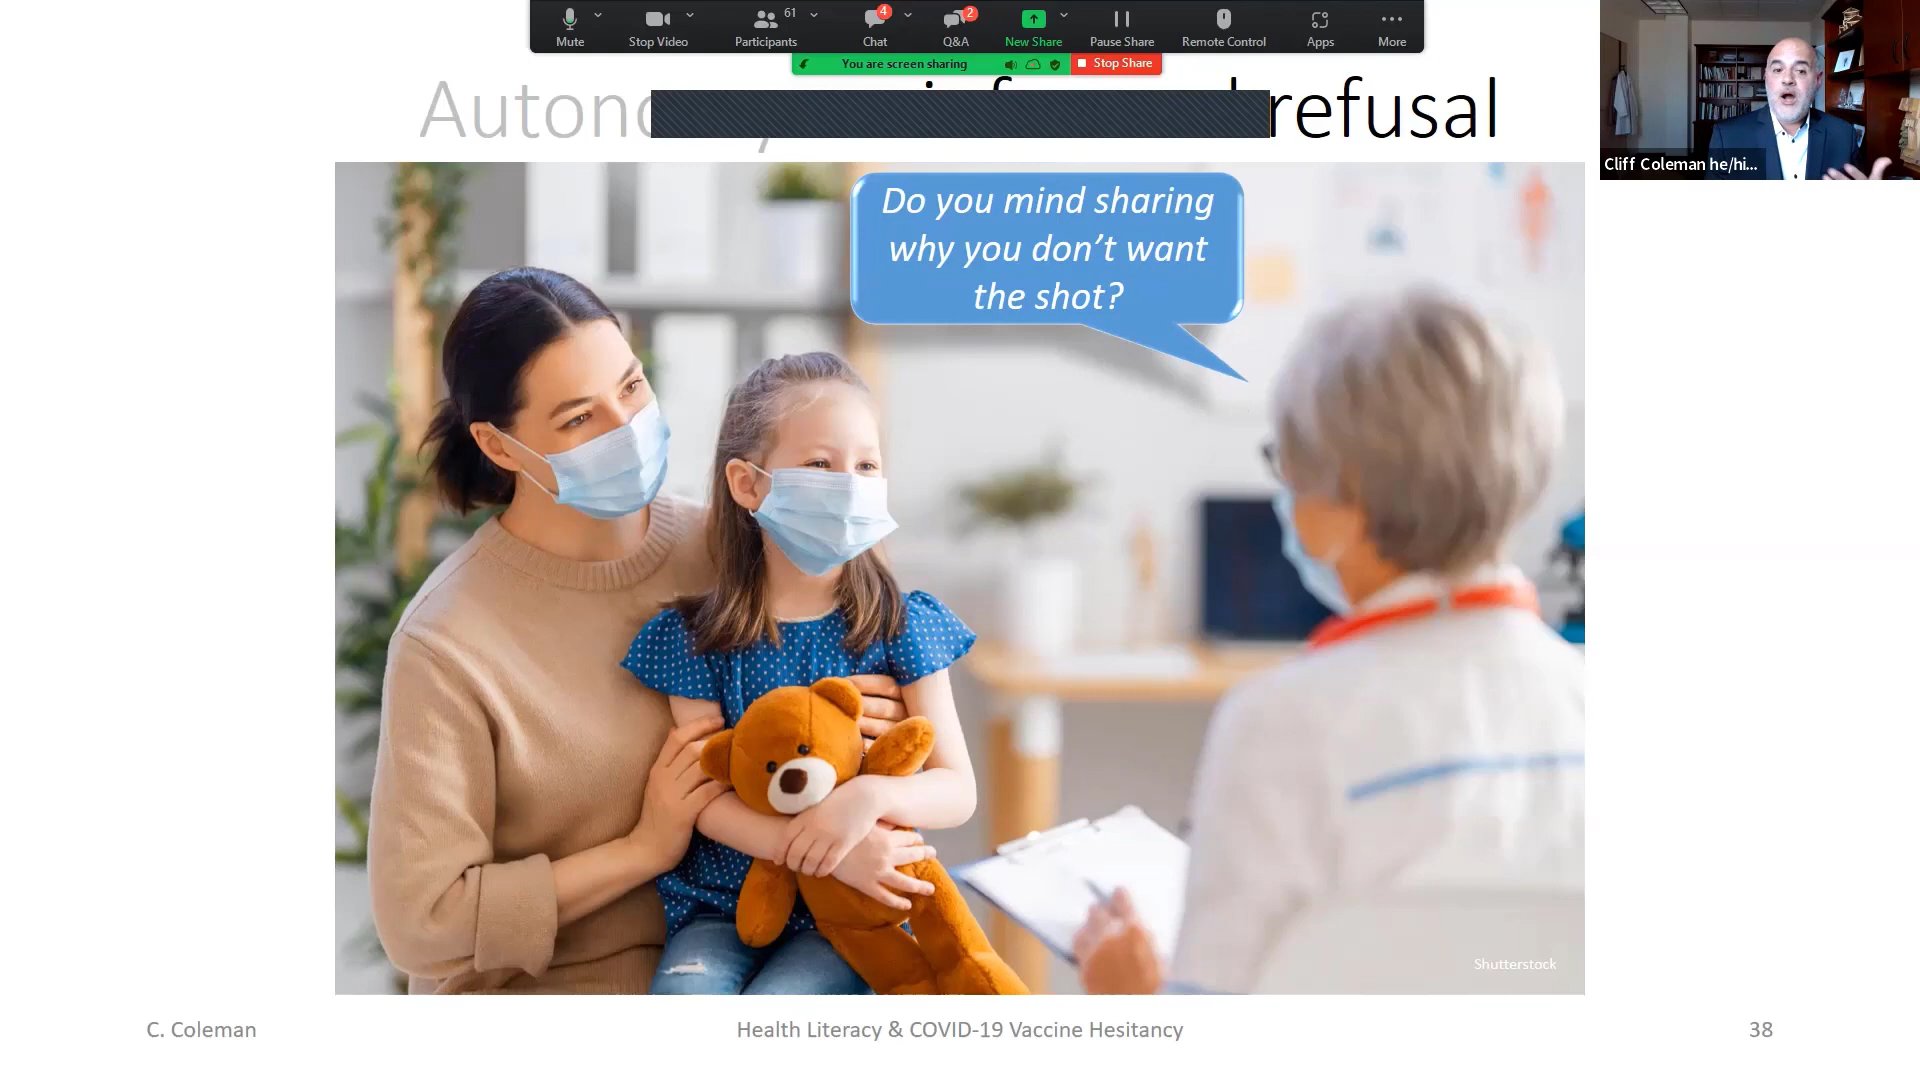 61
4
2
Mute
Stop Video
Participants
Chat
Q&A
New Share
Pause Share
Remote Control
Apps
More
You are screen sharing
Stop Share
refusal
Cliff Coleman he/hi...
Do you mind sharing
why you don’t want
the shot?
Shutterstock
C. Coleman
Health Literacy & COVID-19 Vaccine Hesitancy
38